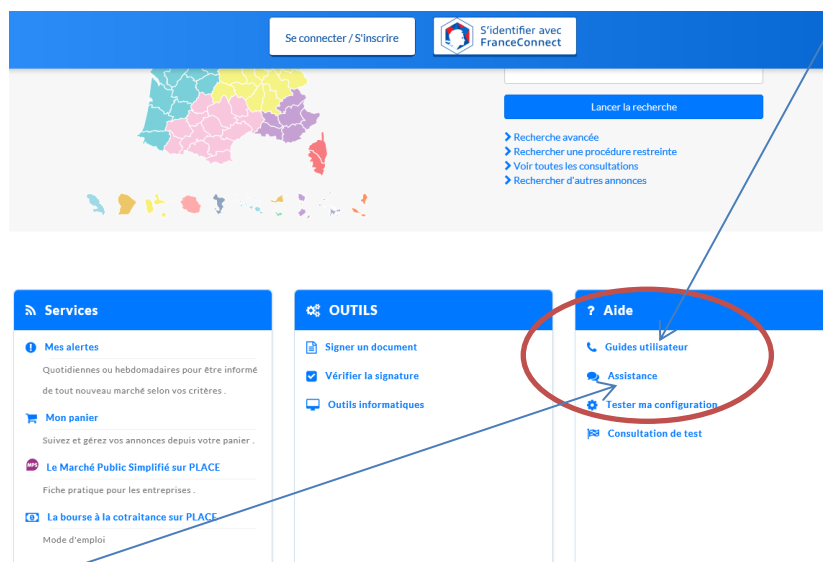 Se connecter / S'inscrire
S'identifier avec
FranceConnect
Lancer la recherche
Recherche avancée
Rechercher une procédure restreinte
Voir toutes les consultations
Rechercher d'autres annonces
Services
Mes alertes
Quotidiennes ou hebdomadaires pour être informé
de tout nouveau marché selon vos critères .
Mon panier
Suivez et gérez vos annonces depuis votre panier .
MPS Le Marché Public Simplifié sur PLACE
Fiche pratique pour les entreprises .
La bourse à la cotraitance sur PLACE
Mode d'emploi
OUTILS
Signer un document
Vérifier la signature
Outils informatiques
? Aide
Guides utilisateur
Assistance
Tester ma configuration
Consultation de test